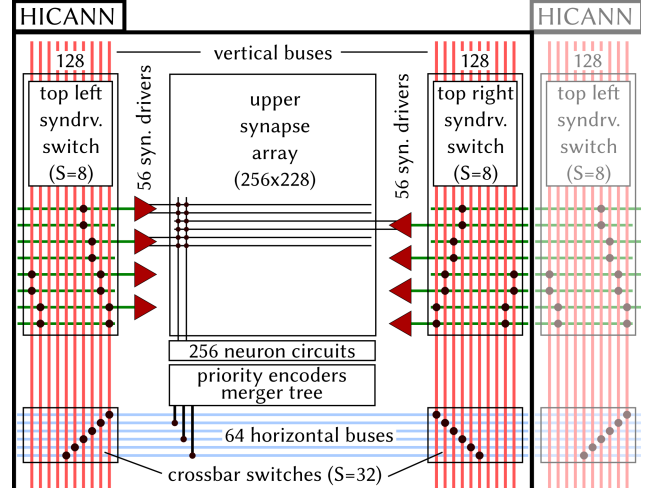 HICANN
HICANN
vertical buses
128
128
128
top left
syndrv.
switch
(S=8)
56 syn. drivers
upper
synapse
array
(256x228)
56 syn. drivers
top right
syndrv.
switch
(S=8)
top left
syndrv.
switch
(S=8)
256 neuron circuits
priority encoders
merger tree
64 horizontal buses
crossbar switches (S=32)